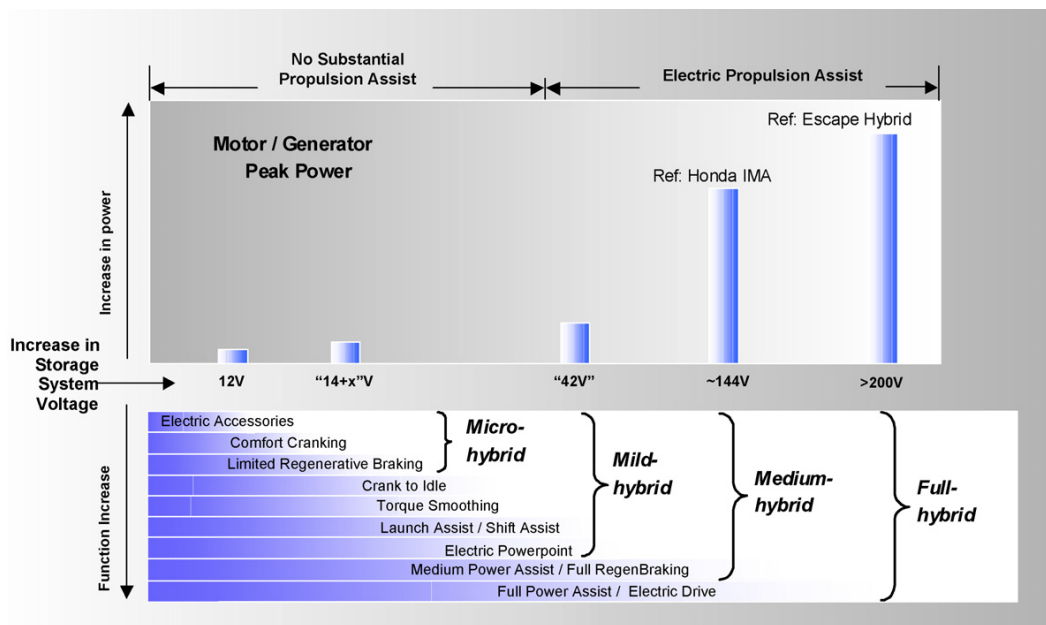 No Substantial
Propulsion Assist
Electric Propulsion Assist
Ref: Escape Hybrid
Motor / Generator
Peak Power
Ref: Honda IMA
Increase in power
Increase in
Storage
System
Voltage
12V
“14+x”V
“42V”
~144V
>200V
Function Increase
Electric Accessories
Comfort Cranking
Limited Regenerative Braking
Crank to Idle
Torque Smoothing
Launch Assist / Shift Assist
Electric Powerpoint
Medium Power Assist / Full RegenBraking
Full Power Assist / Electric Drive
Micro-
hybrid
Mild-
hybrid
Medium-
hybrid
Full-
hybrid